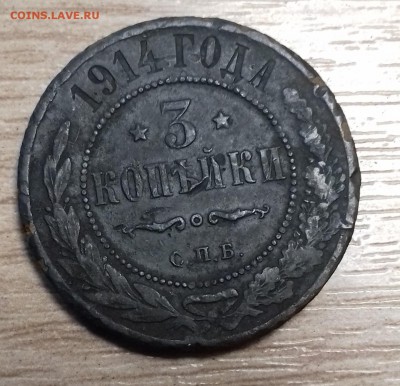 COINS.LAVE.RU
1914 ГОДА
3
КОПѢЙКИ
С.П.Б.